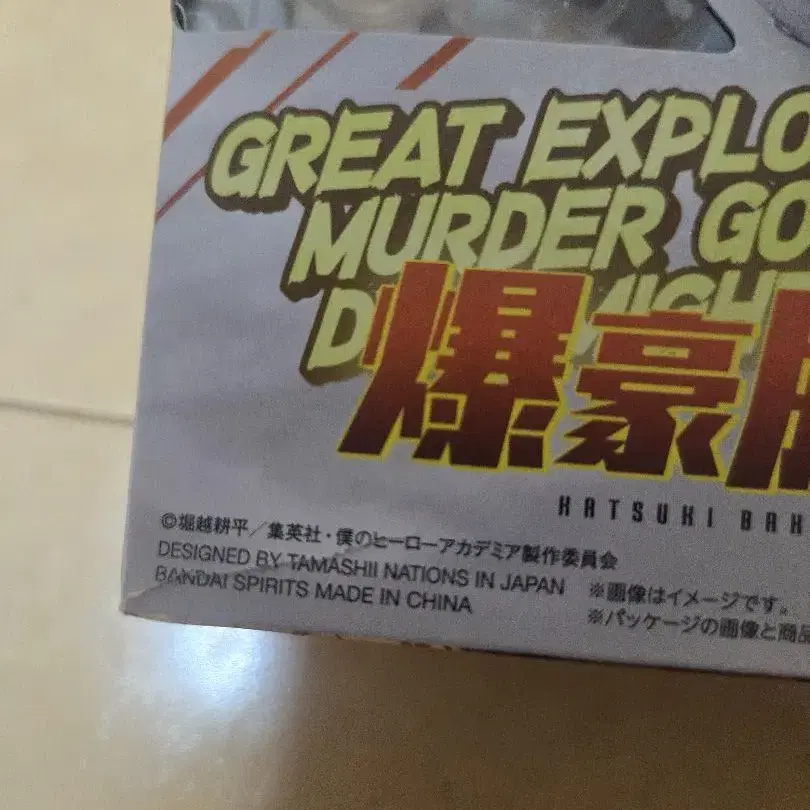 GREAT EXPLO
MURDER GO
爆豪
KATSUKI BAK
©堀越耕平／集英社・僕のヒーローアカデミア製作委員会
DESIGNED BY TAMASHII NATIONS IN JAPAN
BANDAI SPIRITS MADE IN CHINA
※画像はイメージです。
※パッケージの画像と商品